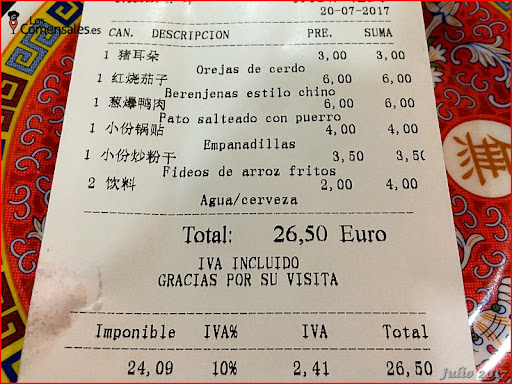 Los
Comensales.es
20-07-2017
CAN. DESCRIPCION PRE. SUMA
1 猪耳朵 3,00 3,00
Orejas de cerdo
1 红烧茄子 6,00 6,00
Berenjenas estilo chino
1 葱爆鸭肉 6,00 6,00
Pato salteado con puerro
1 小份锅贴 4,00 4,00
Empanadillas
1 小份炒粉干 3,50 3,50
Fideos de arroz fritos
2 饮料 2,00 4,00
Agua/cerveza
Total: 26,50 Euro
IVA INCLUIDO
GRACIAS POR SU VISITA
Imponible IVA% IVA Total
24,09 10% 2,41 26,50
Julio 2017